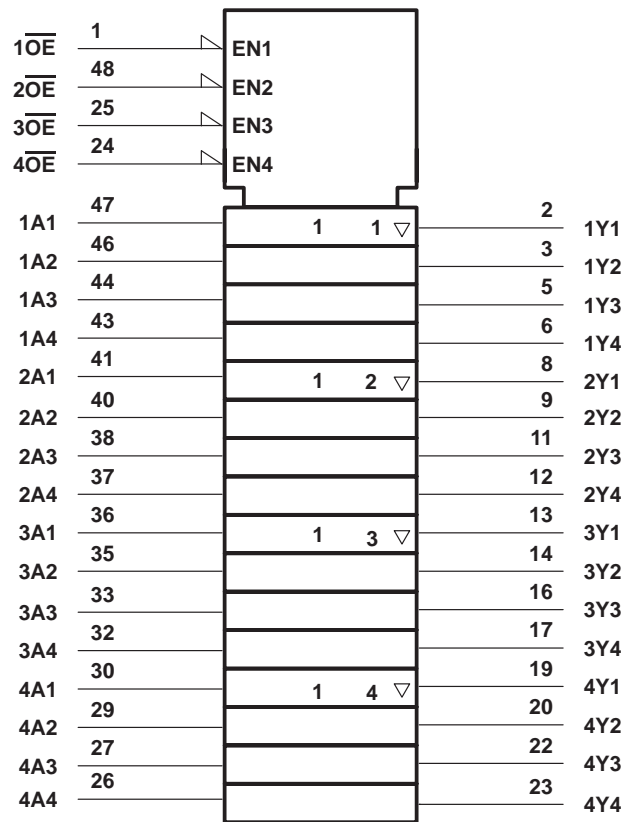 1O̅E̅ 1 EN1
2O̅E̅ 48 EN2
3O̅E̅ 25 EN3
4O̅E̅ 24 EN4
1A1 47 1 1 ▽ 2 1Y1
1A2 46 3 1Y2
1A3 44 5 1Y3
1A4 43 6 1Y4
2A1 41 1 2 ▽ 8 2Y1
2A2 40 9 2Y2
2A3 38 11 2Y3
2A4 37 12 2Y4
3A1 36 1 3 ▽ 13 3Y1
3A2 35 14 3Y2
3A3 33 16 3Y3
3A4 32 17 3Y4
4A1 30 1 4 ▽ 19 4Y1
4A2 29 20 4Y2
4A3 27 22 4Y3
4A4 26 23 4Y4